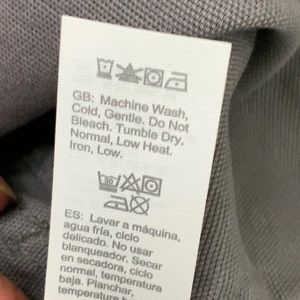 GB: Machine Wash,
Cold, Gentle. Do Not
Bleach. Tumble Dry,
Normal, Low Heat.
Iron, Low.
ES: Lavar a máquina,
agua fría, ciclo
delicado. No usar
blanqueador. Secar
en secadora, ciclo
normal, temperatura
baja. Planchar,
temperatura b